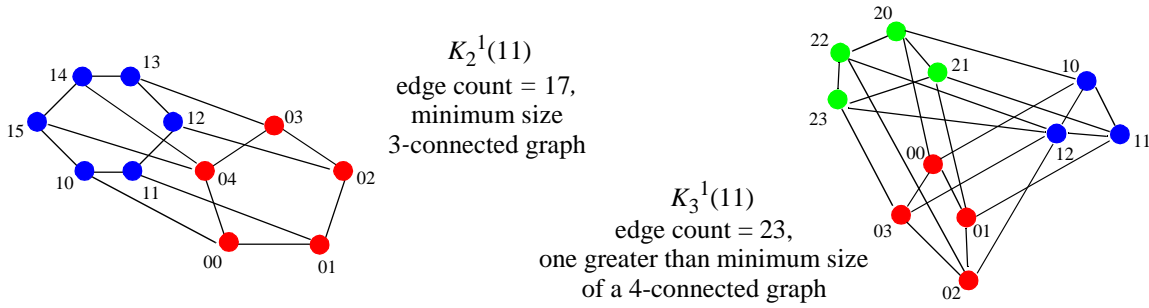 14
13
12
15
10
11
03
04
02
00
01
K₂¹(11)
edge count = 17,
minimum size
3-connected graph
20
22
21
23
10
11
12
00
03
01
02
K₃¹(11)
edge count = 23,
one greater than minimum size
of a 4-connected graph